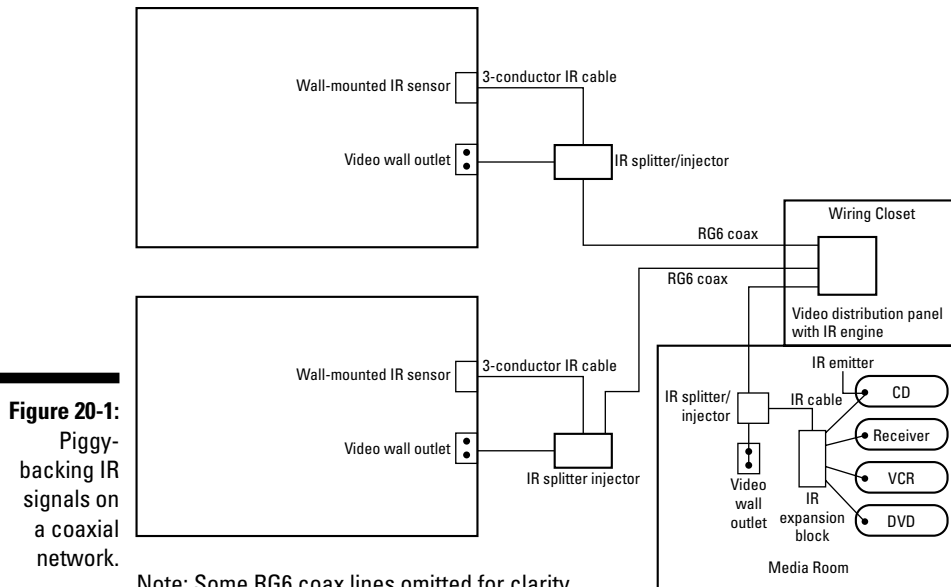 Wall-mounted IR sensor
3-conductor IR cable
Video wall outlet
IR splitter/injector
Wiring Closet
RG6 coax
RG6 coax
Video distribution panel
with IR engine
Wall-mounted IR sensor
3-conductor IR cable
Video wall outlet
IR splitter injector
IR emitter
IR splitter/
injector
IR cable
CD
Receiver
VCR
DVD
Video
wall
outlet
IR
expansion
block
Media Room
Figure 20-1:
Piggy-
backing IR
signals on
a coaxial
network.
Note: Some RG6 coax lines omitted for clarity.